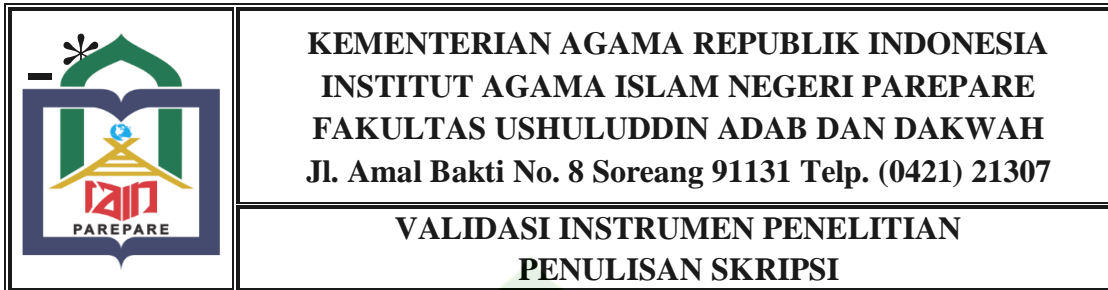 KEMENTERIAN AGAMA REPUBLIK INDONESIA
INSTITUT AGAMA ISLAM NEGERI PAREPARE
FAKULTAS USHULUDDIN ADAB DAN DAKWAH
Jl. Amal Bakti No. 8 Soreang 91131 Telp. (0421) 21307
iain
PAREPARE
VALIDASI INSTRUMEN PENELITIAN
PENULISAN SKRIPSI